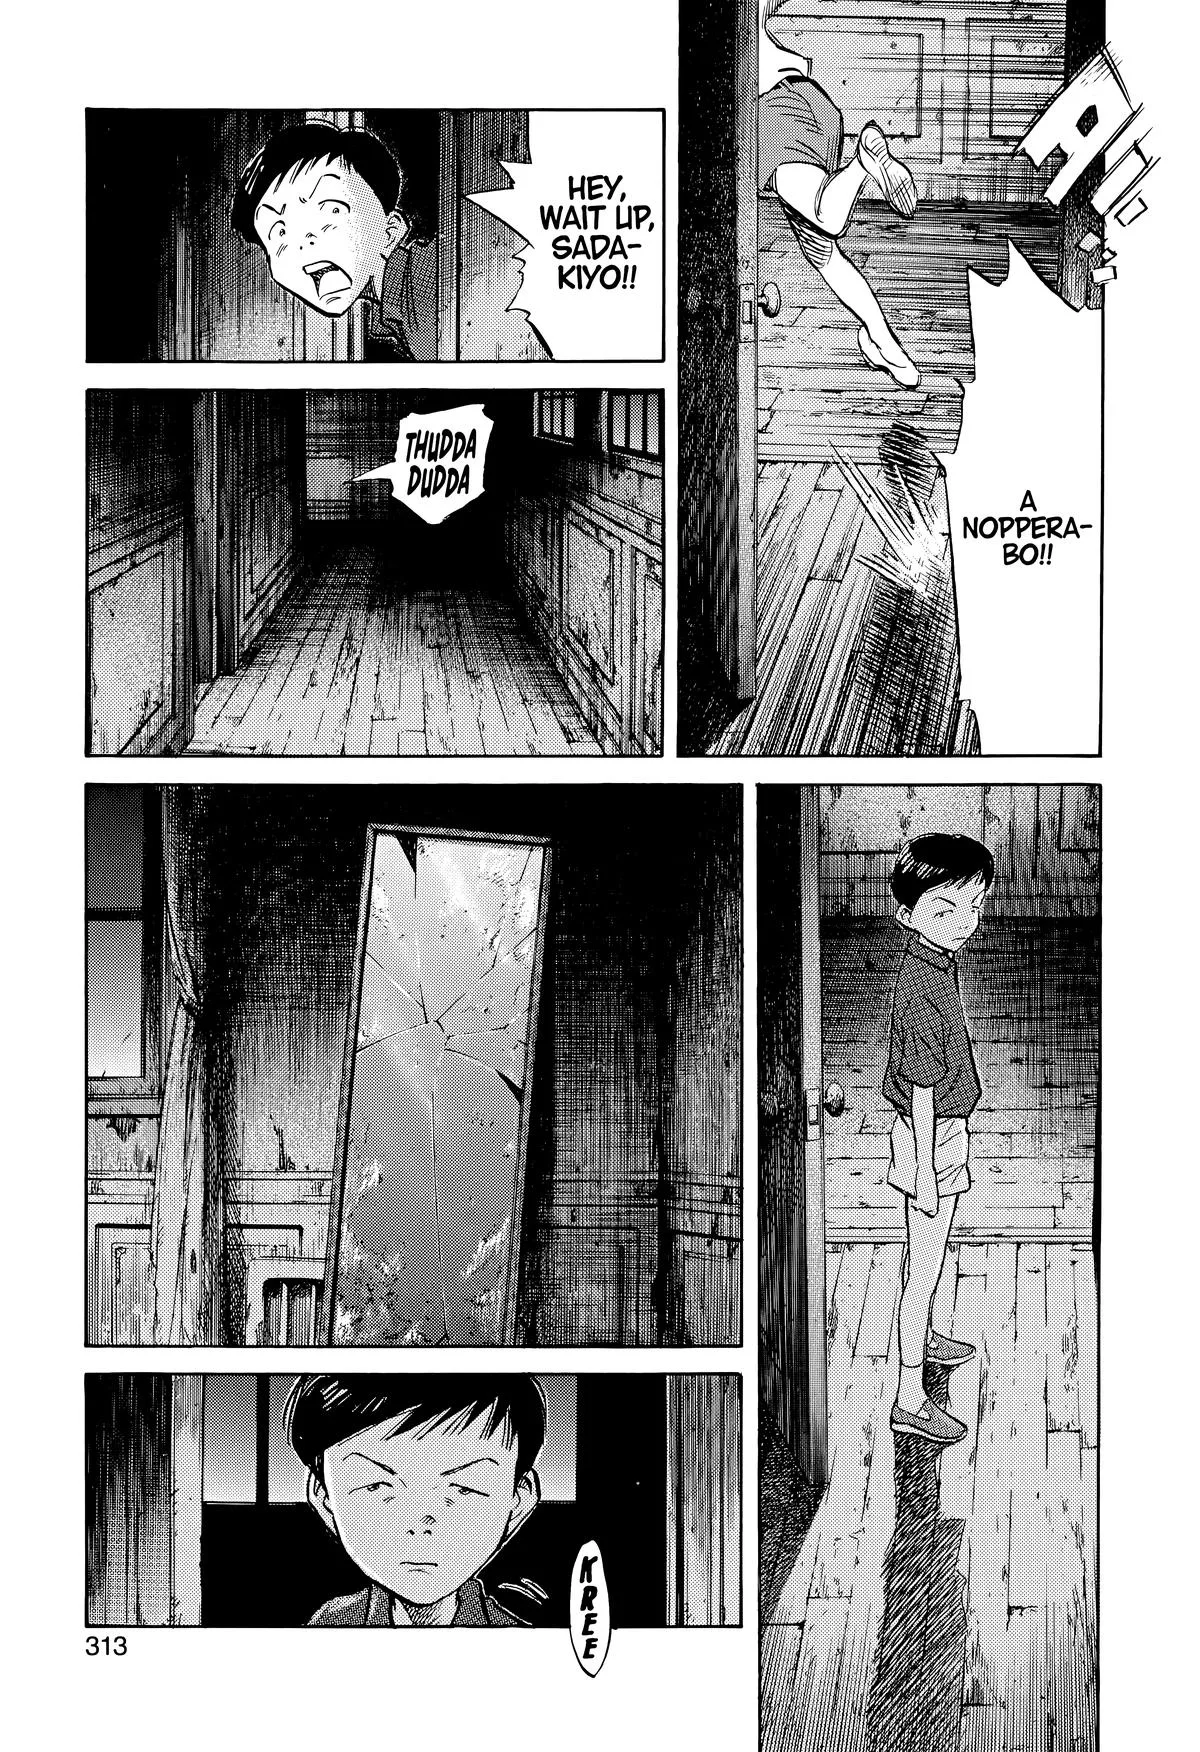 A
NOPPERA-
BO!!
HEY,
WAIT UP,
SADA-
KIYO!!
THUDDA
DUDDA
KREE
313